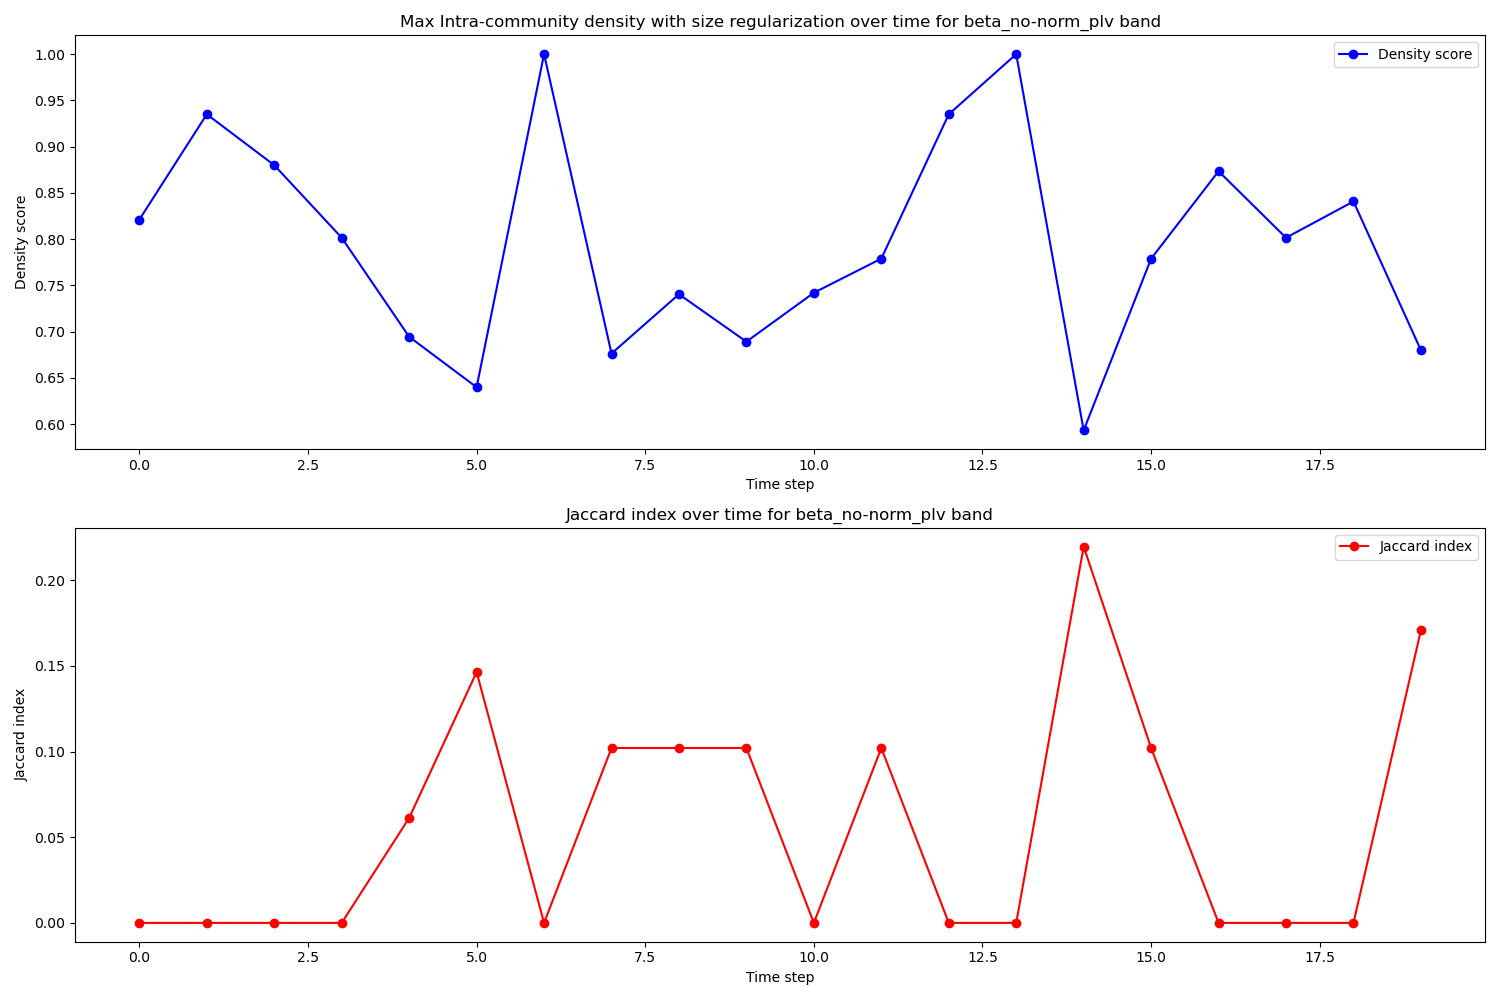 Max Intra-community density with size regularization over time for beta_no-norm_plv band
Density score
1.00
0.95
0.90
0.85
0.80
0.75
0.70
0.65
0.60
Density score
0.0 2.5 5.0 7.5 10.0 12.5 15.0 17.5
Time step
Jaccard index over time for beta_no-norm_plv band
Jaccard index
0.20
0.15
0.10
0.05
0.00
Jaccard index
0.0 2.5 5.0 7.5 10.0 12.5 15.0 17.5
Time step